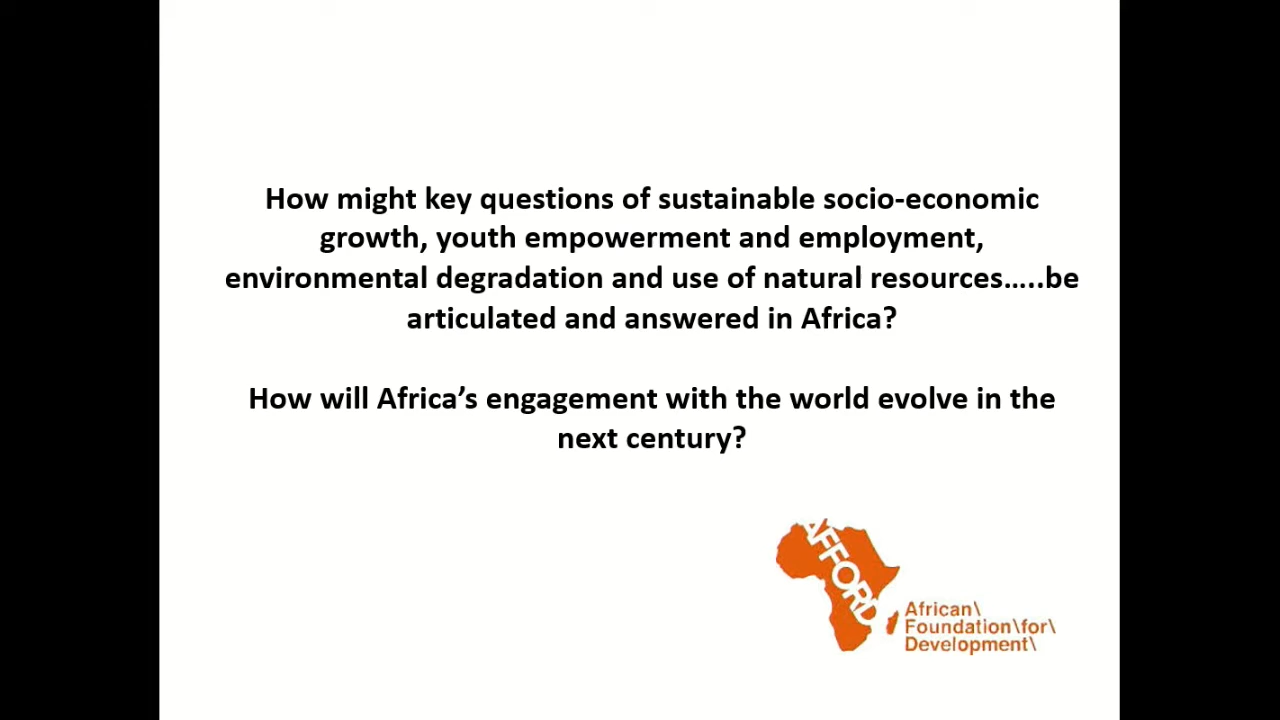 How might key questions of sustainable socio-economic
growth, youth empowerment and employment,
environmental degradation and use of natural resources…..be
articulated and answered in Africa?
How will Africa’s engagement with the world evolve in the
next century?
AFFORD
African\
Foundation\for\
Development\